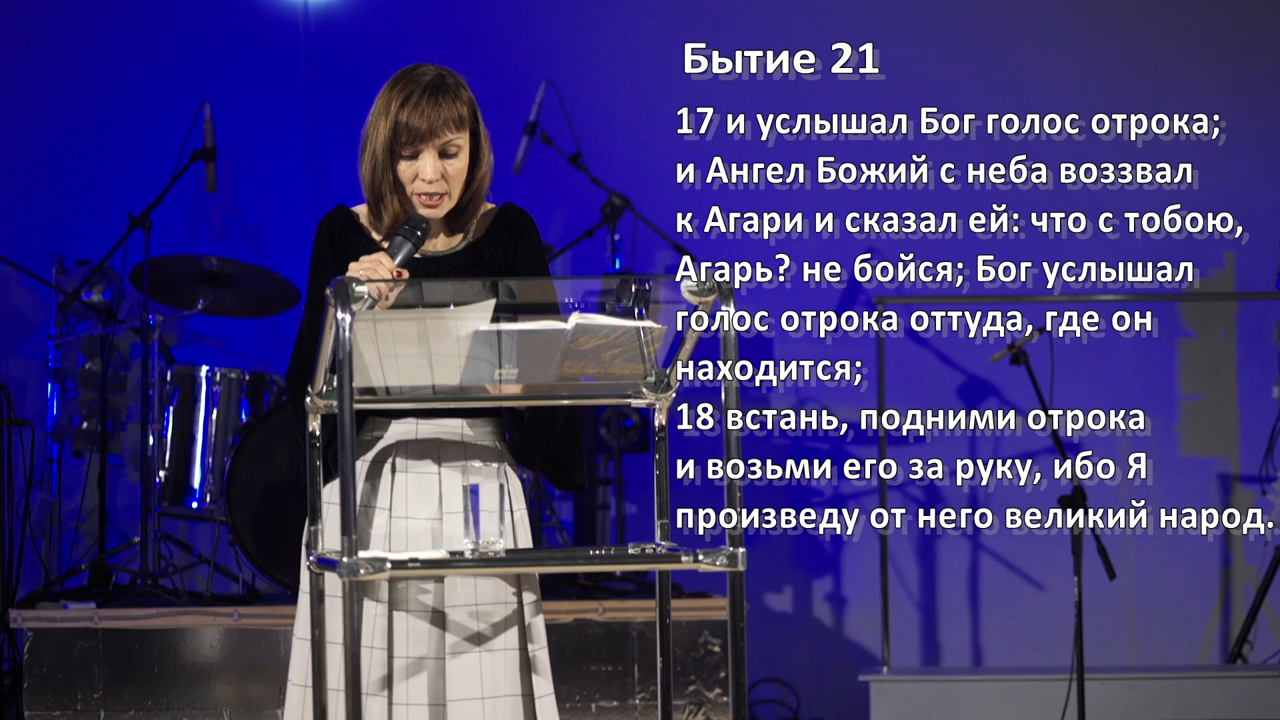 Бытие 21
17 и услышал Бог голос отрока;
и Ангел Божий с неба воззвал
к Агари и сказал ей: что с тобою,
Агарь? не бойся; Бог услышал
голос отрока оттуда, где он
находится;
18 встань, подними отрока
и возьми его за руку, ибо Я
произведу от него великий народ.